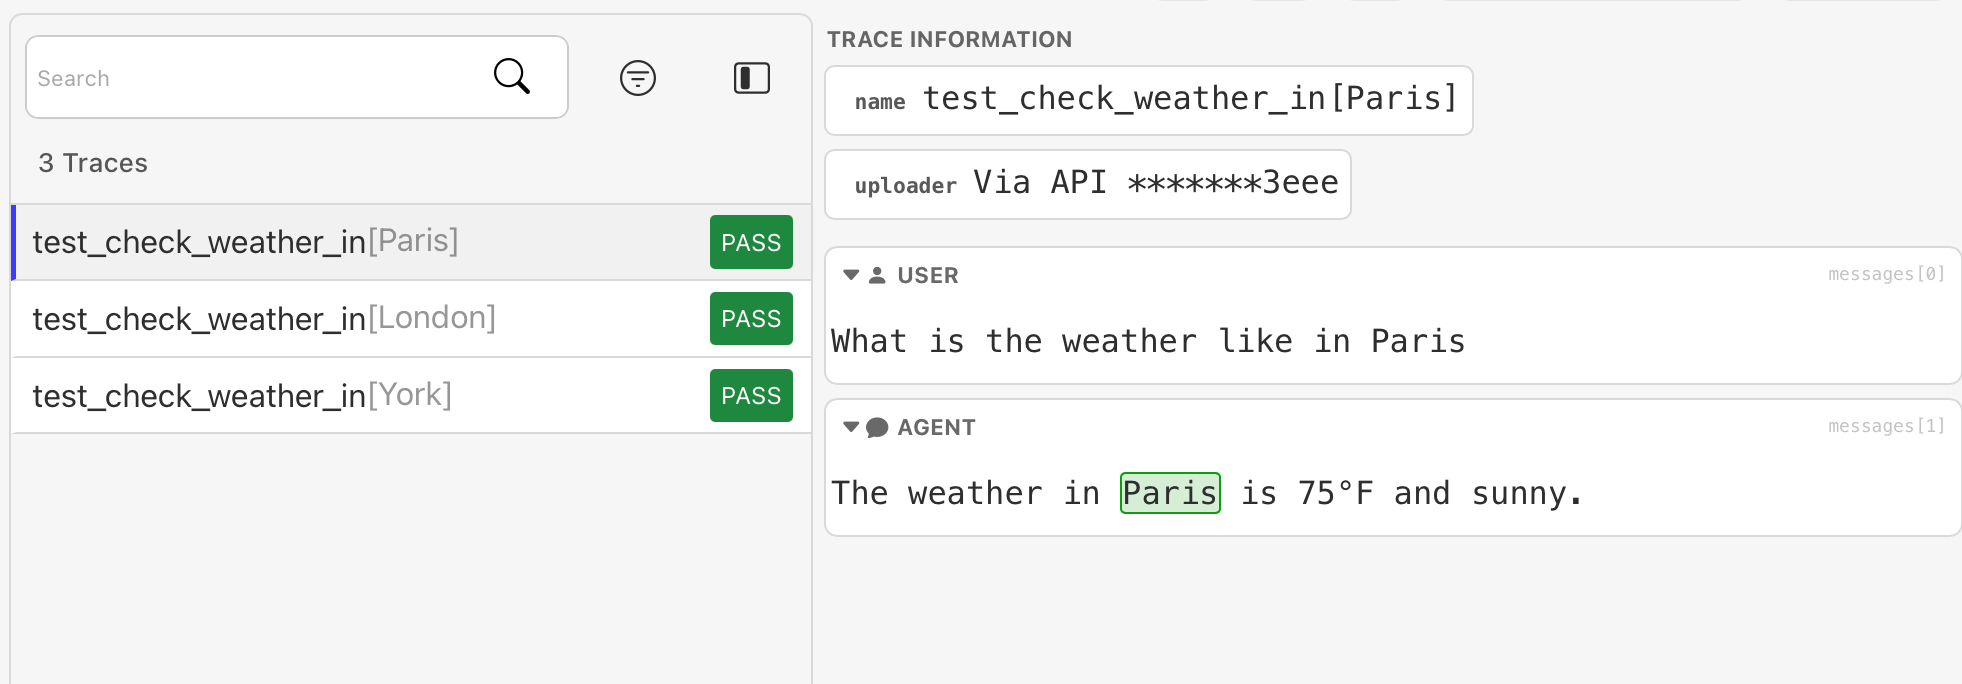 Search
3 Traces
test_check_weather_in[Paris] PASS
test_check_weather_in[London] PASS
test_check_weather_in[York] PASS
TRACE INFORMATION
name test_check_weather_in[Paris]
uploader Via API *******3eee
USER messages[0]
What is the weather like in Paris
AGENT messages[1]
The weather in Paris is 75°F and sunny.